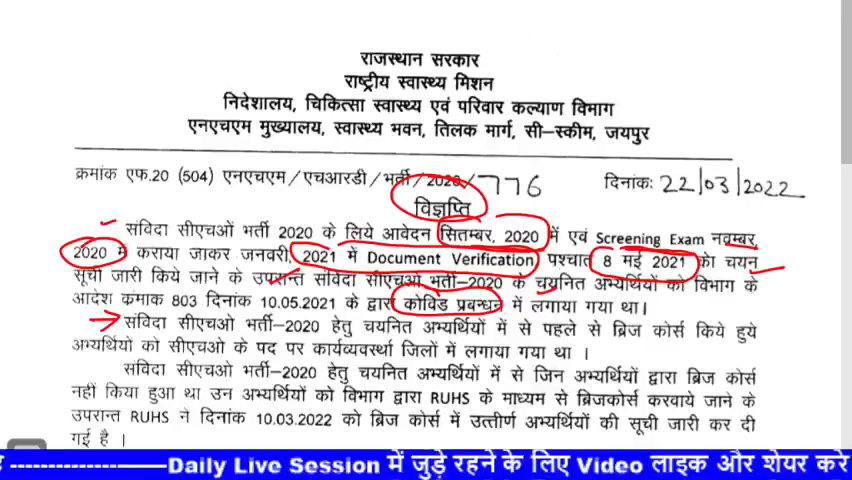 राजस्थान सरकार
राष्ट्रीय स्वास्थ्य मिशन
निदेशालय, चिकित्सा स्वास्थ्य एवं परिवार कल्याण विभाग
एनएचएम मुख्यालय, स्वास्थ्य भवन, तिलक मार्ग, सी-स्कीम, जयपुर
क्रमांक एफ.20 (504) एनएचएम/एचआरडी/भर्ती/2020/776 दिनांक: 22/03/2022
विज्ञप्ति
संविदा सीएचओं भर्ती 2020 के लिये आवेदन सितम्बर, 2020 में एवं Screening Exam नवम्बर,
2020 में कराया जाकर जनवरी, 2021 में Document Verification पश्चात 8 मई 2021 को चयन
सूची जारी किये जाने के उपरान्त संविदा सीएचओ भर्ती-2020 के चयनित अभ्यर्थियों को विभाग के
आदेश कंमाक 803 दिनांक 10.05.2021 के द्वारा कोविड प्रबन्धन में लगाया गया था।
संविदा सीएचओ भर्ती-2020 हेतु चयनित अभ्यर्थियों में से पहले से ब्रिज कोर्स किये हुये
अभ्यर्थियों को सीएचओ के पद पर कार्यव्यवर्स्था जिलों में लगाया गया था ।
संविदा सीएचओ भर्ती-2020 हेतु चयनित अभ्यर्थियों में से जिन अभ्यर्थियों द्वारा ब्रिज कोर्स
नहीं किया हुआ था उन अभ्यर्थियों को विभाग द्वारा RUHS के माध्यम से ब्रिजकोर्स करवाये जाने के
उपरान्त RUHS ने दिनांक 10.03.2022 को ब्रिज कोर्स में उत्तीर्ण अभ्यर्थियों की सूची जारी कर दी
गई है ।
---------------——Daily Live Session में जुड़े रहने के लिए Video लाइक और शेयर करे